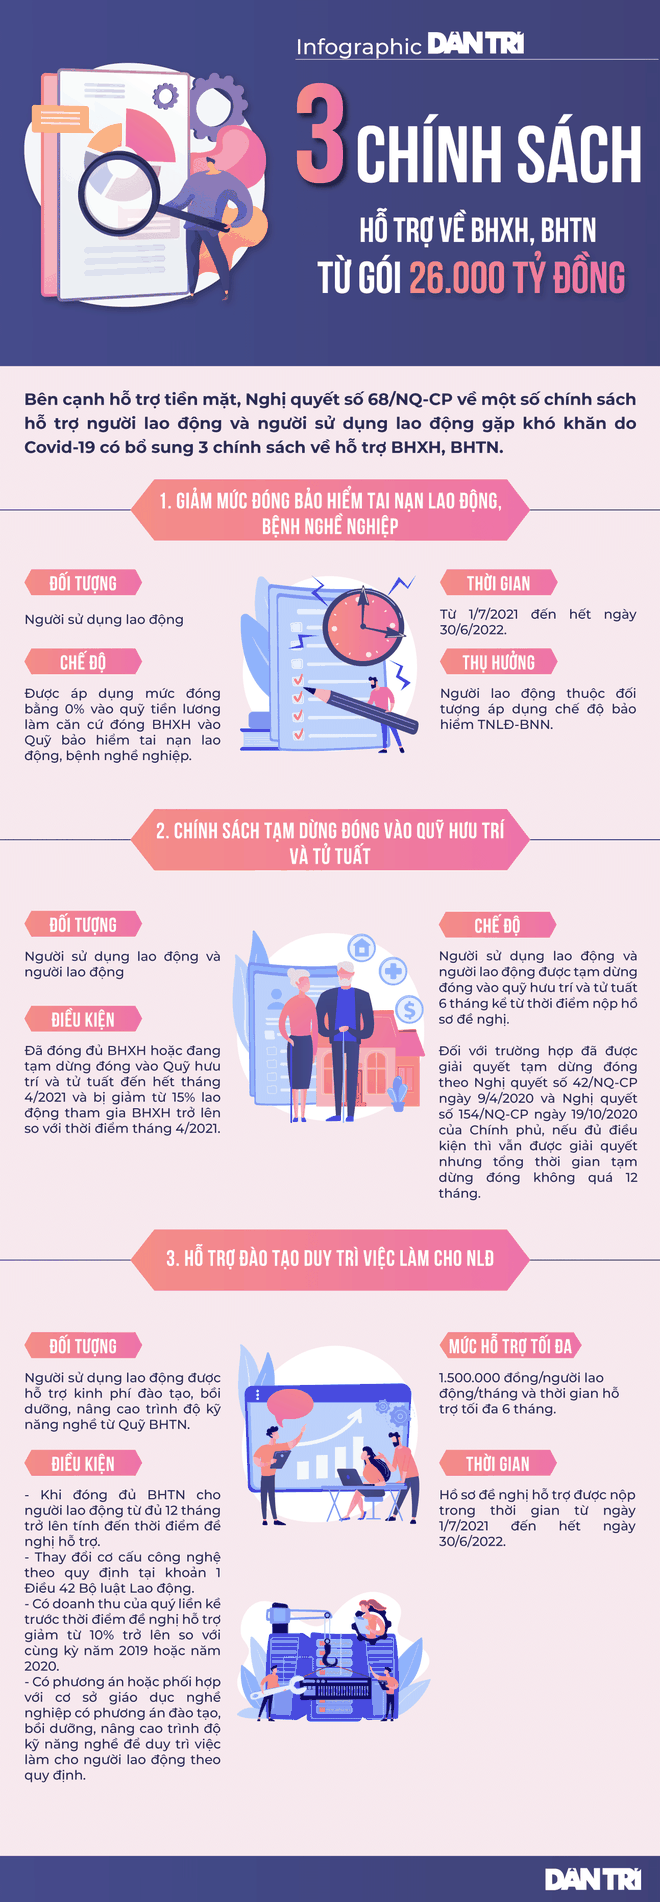 Infographic DÂN TRÍ
3 CHÍNH SÁCH
HỖ TRỢ VỀ BHXH, BHTN
TỪ GÓI 26.000 TỶ ĐỒNG
Bên cạnh hỗ trợ tiền mặt, Nghị quyết số 68/NQ-CP về một số chính sách
hỗ trợ người lao động và người sử dụng lao động gặp khó khăn do
Covid-19 có bổ sung 3 chính sách về hỗ trợ BHXH, BHTN.
1. GIẢM MỨC ĐÓNG BẢO HIỂM TAI NẠN LAO ĐỘNG,
BỆNH NGHỀ NGHIỆP
ĐỐI TƯỢNG
Người sử dụng lao động
CHẾ ĐỘ
Được áp dụng mức đóng
bằng 0% vào quỹ tiền lương
làm căn cứ đóng BHXH vào
Quỹ bảo hiểm tai nạn lao
động, bệnh nghề nghiệp.
THỜI GIAN
Từ 1/7/2021 đến hết ngày
30/6/2022.
THỤ HƯỞNG
Người lao động thuộc đối
tượng áp dụng chế độ bảo
hiểm TNLĐ-BNN.
2. CHÍNH SÁCH TẠM DỪNG ĐÓNG VÀO QUỸ HƯU TRÍ
VÀ TỬ TUẤT
ĐỐI TƯỢNG
Người sử dụng lao động và
người lao động
ĐIỀU KIỆN
Đã đóng đủ BHXH hoặc đang
tạm dừng đóng vào Quỹ hưu
trí và tử tuất đến hết tháng
4/2021 và bị giảm từ 15% lao
động tham gia BHXH trở lên
so với thời điểm tháng 4/2021.
CHẾ ĐỘ
Người sử dụng lao động và
người lao động được tạm dừng
đóng vào quỹ hưu trí và tử tuất
6 tháng kể từ thời điểm nộp hồ
sơ đề nghị.
Đối với trường hợp đã được
giải quyết tạm dừng đóng
theo Nghị quyết số 42/NQ-CP
ngày 9/4/2020 và Nghị quyết
số 154/NQ-CP ngày 19/10/2020
của Chính phủ, nếu đủ điều
kiện thì vẫn được giải quyết
nhưng tổng thời gian tạm
dừng đóng không quá 12
tháng.
3. HỖ TRỢ ĐÀO TẠO DUY TRÌ VIỆC LÀM CHO NLĐ
ĐỐI TƯỢNG
Người sử dụng lao động được
hỗ trợ kinh phí đào tạo, bồi
dưỡng, nâng cao trình độ kỹ
năng nghề từ Quỹ BHTN.
ĐIỀU KIỆN
- Khi đóng đủ BHTN cho
người lao động từ đủ 12 tháng
trở lên tính đến thời điểm đề
nghị hỗ trợ.
- Thay đổi cơ cấu công nghệ
theo quy định tại khoản 1
Điều 42 Bộ luật Lao động.
- Có doanh thu của quý liền kề
trước thời điểm đề nghị hỗ trợ
giảm từ 10% trở lên so với
cùng kỳ năm 2019 hoặc năm
2020.
- Có phương án hoặc phối hợp
với cơ sở giáo dục nghề
nghiệp có phương án đào tạo,
bồi dưỡng, nâng cao trình độ
kỹ năng nghề để duy trì việc
làm cho người lao động theo
quy định.
MỨC HỖ TRỢ TỐI ĐA
1.500.000 đồng/người lao
động/tháng và thời gian hỗ
trợ tối đa 6 tháng.
THỜI GIAN
Hồ sơ đề nghị hỗ trợ được nộp
trong thời gian từ ngày
1/7/2021 đến hết ngày
30/6/2022.
DÂN TRÍ